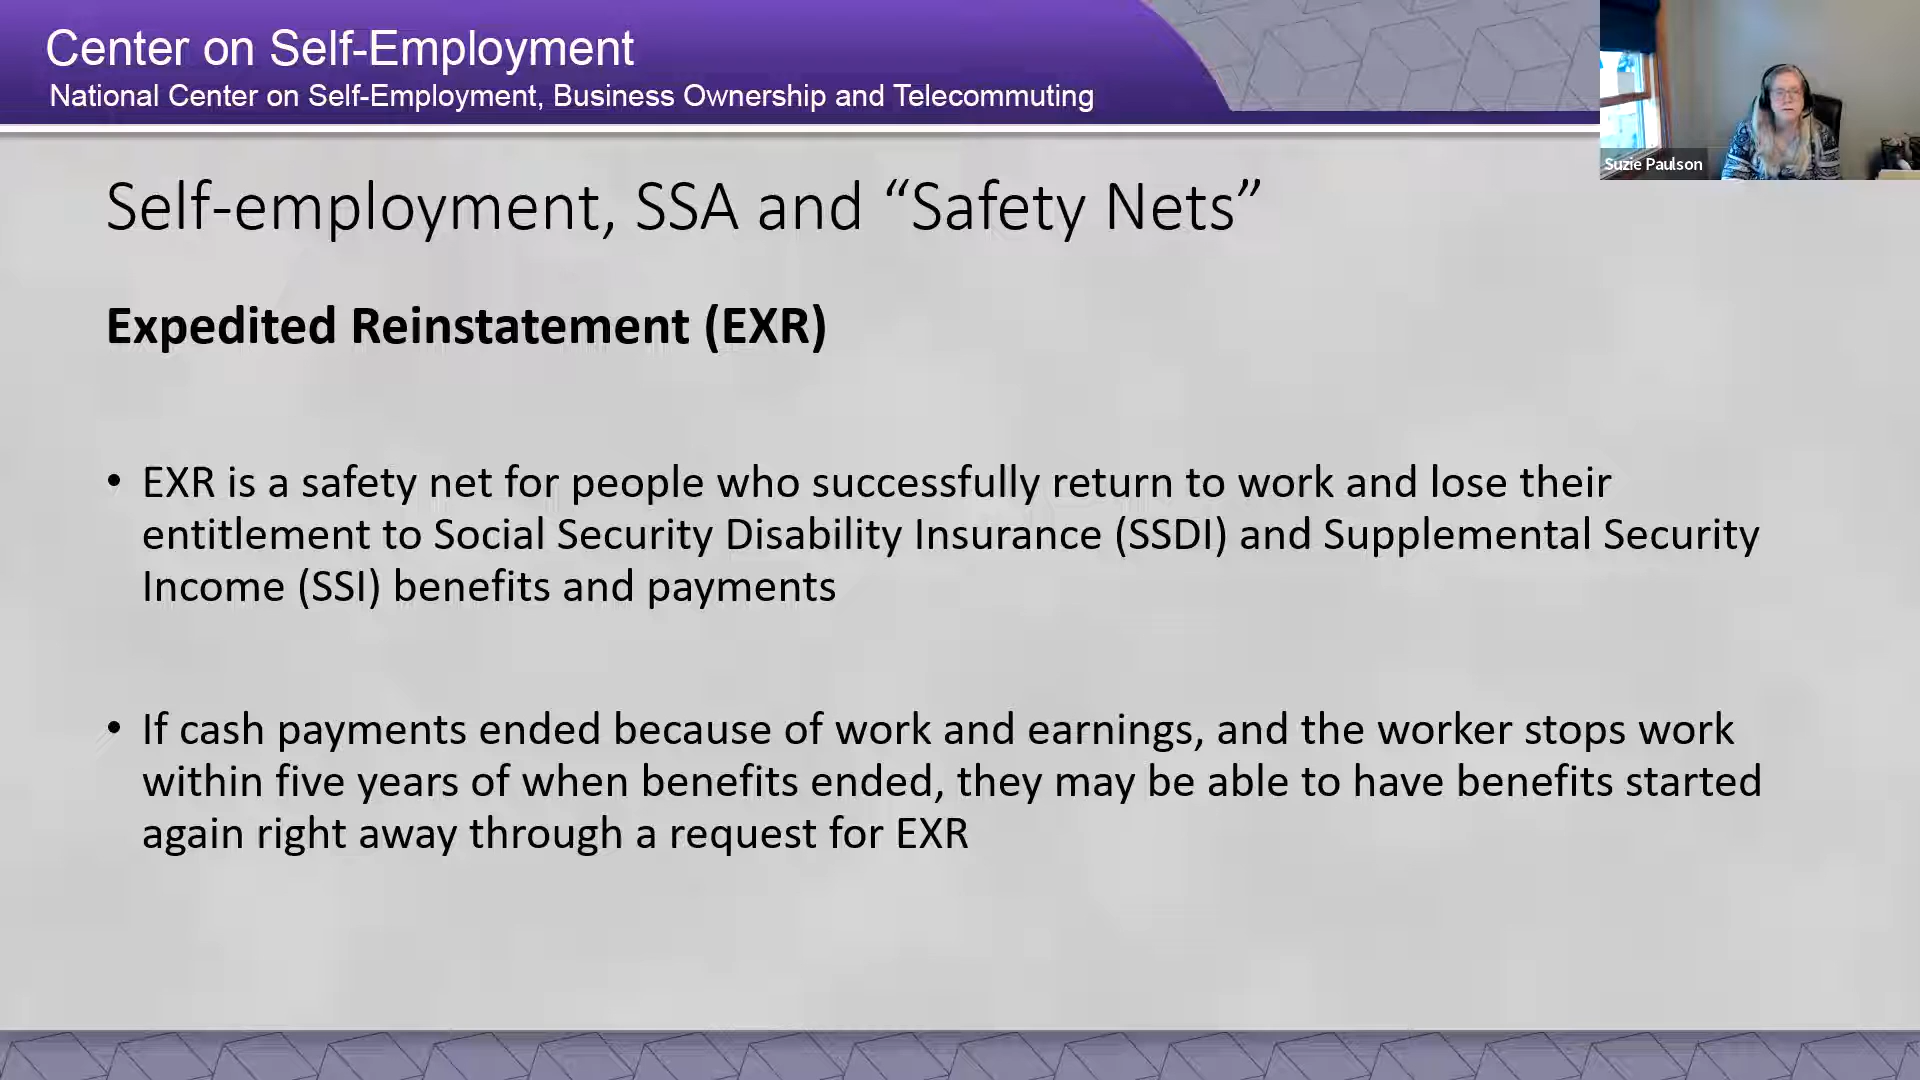 Center on Self-Employment
National Center on Self-Employment, Business Ownership and Telecommuting
Suzie Paulson
Self-employment, SSA and “Safety Nets”
Expedited Reinstatement (EXR)
• EXR is a safety net for people who successfully return to work and lose their
entitlement to Social Security Disability Insurance (SSDI) and Supplemental Security
Income (SSI) benefits and payments
• If cash payments ended because of work and earnings, and the worker stops work
within five years of when benefits ended, they may be able to have benefits started
again right away through a request for EXR